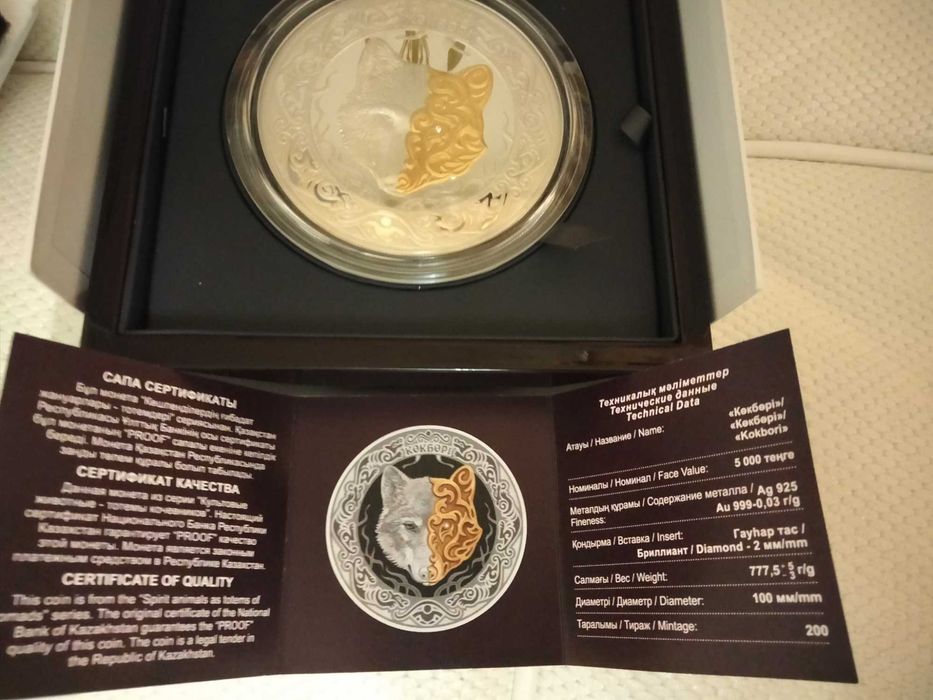 САПА СЕРТИФИКАТЫ
Бұл монета "Көшпенділердің ғибадат
жануарлары - тотемдері" сериясынан. Қазақстан
Республикасы Ұлттық Банкінің осы сертификаты
бұл монетаның "PROOF" сапалы екеніне кепілдік
береді. Монета Қазақстан Республикасында
заңды төлем құралы болып табылады.
СЕРТИФИКАТ КАЧЕСТВА
Данная монета из серии "Культовые
животные - тотемы кочевников". Настоящий
сертификат Национального Банка Республики
Казахстан гарантирует "PROOF" качество
этой монеты. Монета является законным
платежным средством в Республике Казахстан.
CERTIFICATE OF QUALITY
This coin is from the "Spirit animals as totems of
nomads" series. The original certificate of the National
Bank of Kazakhstan guarantees the "PROOF"
quality of this coin. The coin is a legal tender in
the Republic of Kazakhstan.
КӨКБӨРІ
Техникалық мәліметтер
Технические данные
Technical Data
Атауы / Название / Name: «Көкбөрі»/
«Көкбөрі»/
«Kokbori»
Номиналы / Номинал / Face Value: 5 000 теңге
Металдың құрамы / Содержание металла / Ag 925
Fineness: Au 999-0,03 г/g
Қондырма / Вставка / Insert: Гауһар тас /
Бриллиант / Diamond - 2 мм/mm
Салмағы / Вес / Weight: 777,5 +5 -3 г/g
Диаметрі / Диаметр / Diameter: 100 мм/mm
Таралымы / Тираж / Mintage: 200